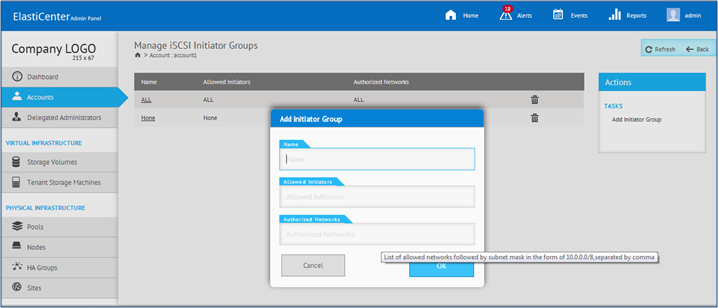 ElastiCenter Admin Panel
Home
18
Alerts
Events
Reports
admin
Company LOGO
215 x 67
Manage iSCSI Initiator Groups
> Account : account1
Refresh
Back
Dashboard
Accounts
Delegated Administrators
VIRTUAL INFRASTRUCTURE
Storage Volumes
Tenant Storage Machines
PHYSICAL INFRASTRUCTURE
Pools
Nodes
HA Groups
Sites
Name Allowed Initiators Authorized Networks
ALL ALL ALL
None None
Actions
TASKS
Add Initiator Group
Add Initiator Group
Name
Name
Allowed Initiators
Allowed Initiators
Authorized Networks
Authorized Networks
List of allowed networks followed by subnet mask in the form of 10.0.0.0/8,separated by comma
Cancel
OK